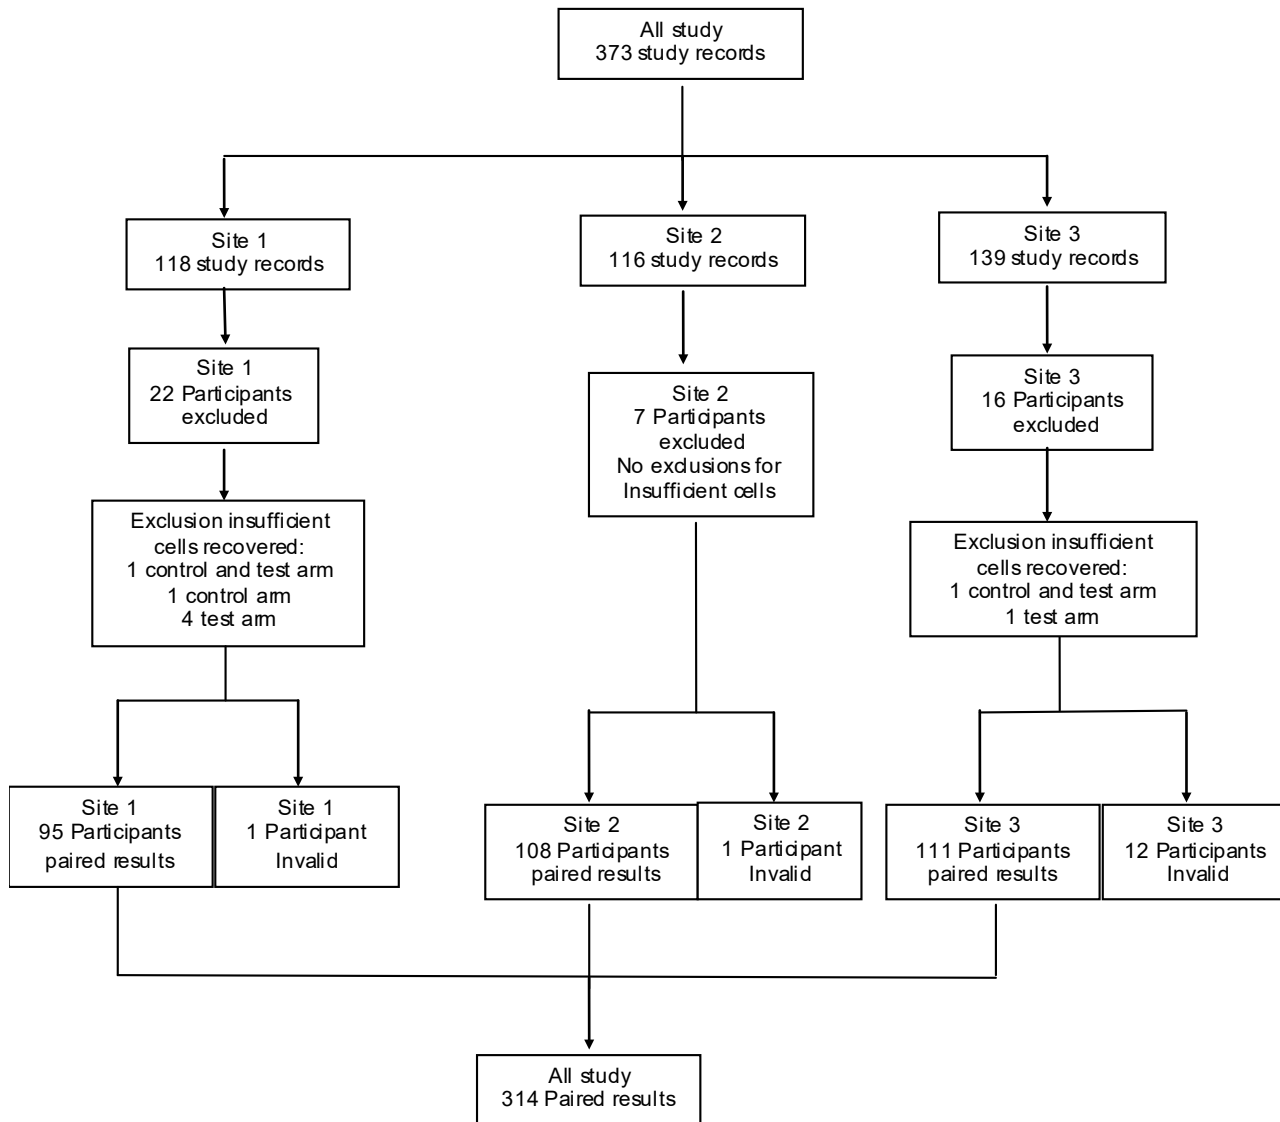 All study
373 study records
Site 1
118 study records
Site 2
116 study records
Site 3
139 study records
Site 1
22 Participants
excluded
Site 2
7 Participants
excluded
No exclusions for
Insufficient cells
Site 3
16 Participants
excluded
Exclusion insufficient
cells recovered:
1 control and test arm
1 control arm
4 test arm
Exclusion insufficient
cells recovered:
1 control and test arm
1 test arm
Site 1
95 Participants
paired results
Site 1
1 Participant
Invalid
Site 2
108 Participants
paired results
Site 2
1 Participant
Invalid
Site 3
111 Participants
paired results
Site 3
12 Participants
Invalid
All study
314 Paired results